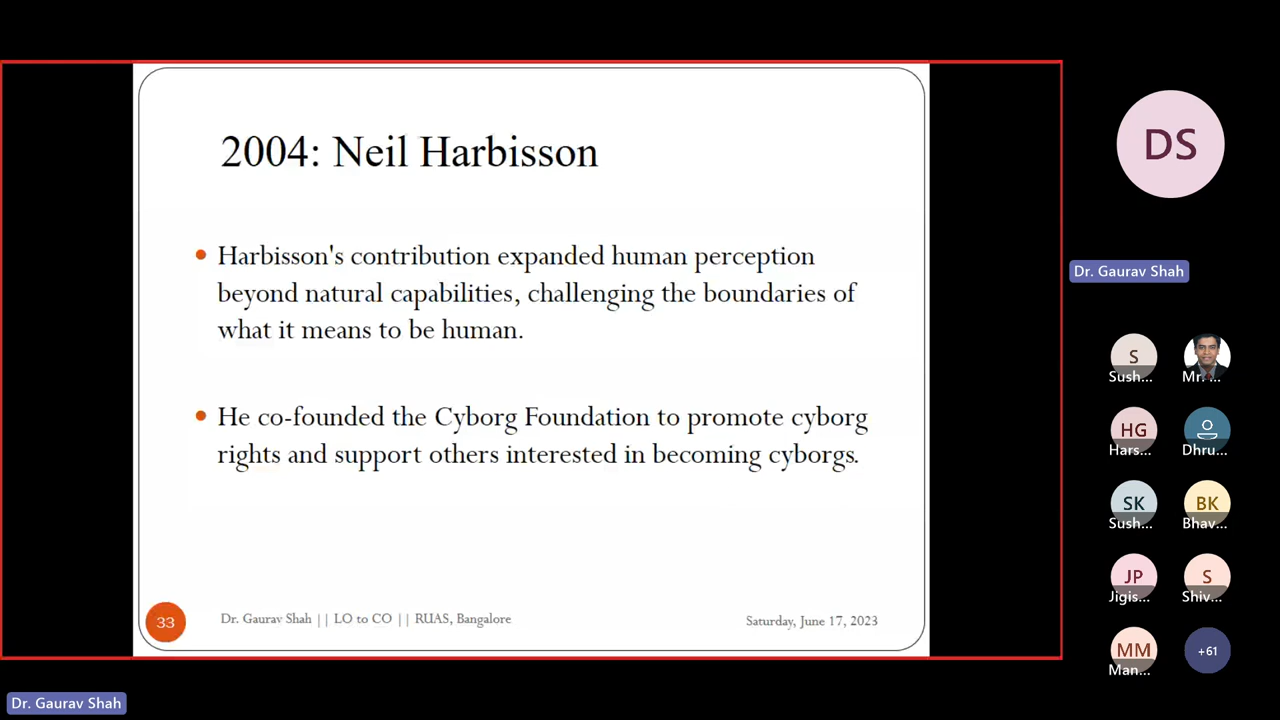 2004: Neil Harbisson
• Harbisson's contribution expanded human perception
beyond natural capabilities, challenging the boundaries of
what it means to be human.
• He co-founded the Cyborg Foundation to promote cyborg
rights and support others interested in becoming cyborgs.
33
Dr. Gaurav Shah || LO to CO || RUAS, Bangalore
Saturday, June 17, 2023
DS
Dr. Gaurav Shah
S
Sush...
Mr. ...
HG
Hars...
Dhru...
SK
Sush...
BK
Bhav...
JP
Jigis...
S
Shiv...
MM
Man...
+61
Dr. Gaurav Shah